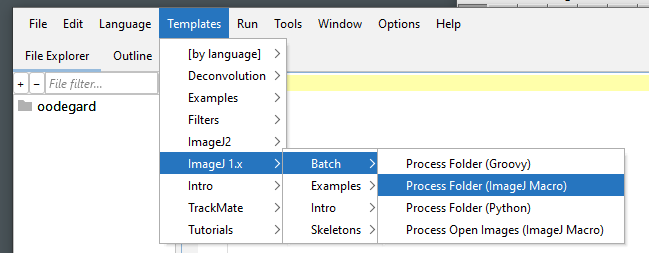 File Edit Language Templates Run Tools Window Options Help
File Explorer Outline
+ - File filter...
oodegard
[by language]
Deconvolution
Examples
Filters
ImageJ2
ImageJ 1.x
Intro
TrackMate
Tutorials
Batch
Examples
Intro
Skeletons
Process Folder (Groovy)
Process Folder (ImageJ Macro)
Process Folder (Python)
Process Open Images (ImageJ Macro)